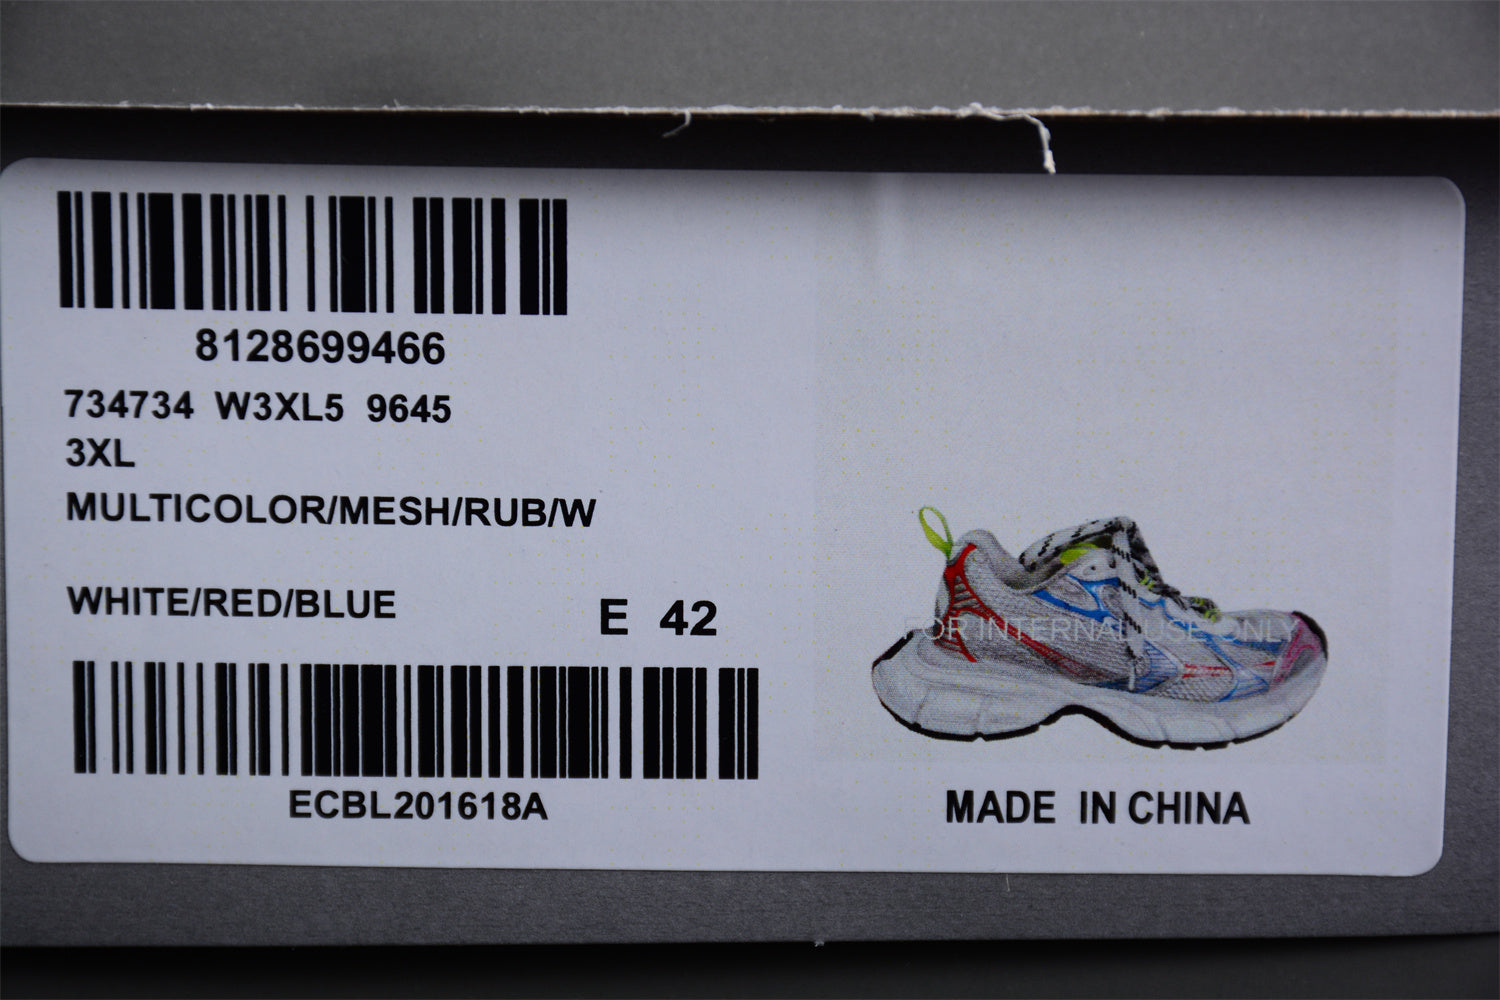 8128699466
734734 W3XL5 9645
3XL
MULTICOLOR/MESH/RUB/W
WHITE/RED/BLUE
E 42
ECBL201618A
FOR INTERNAL USE ONLY
MADE IN CHINA